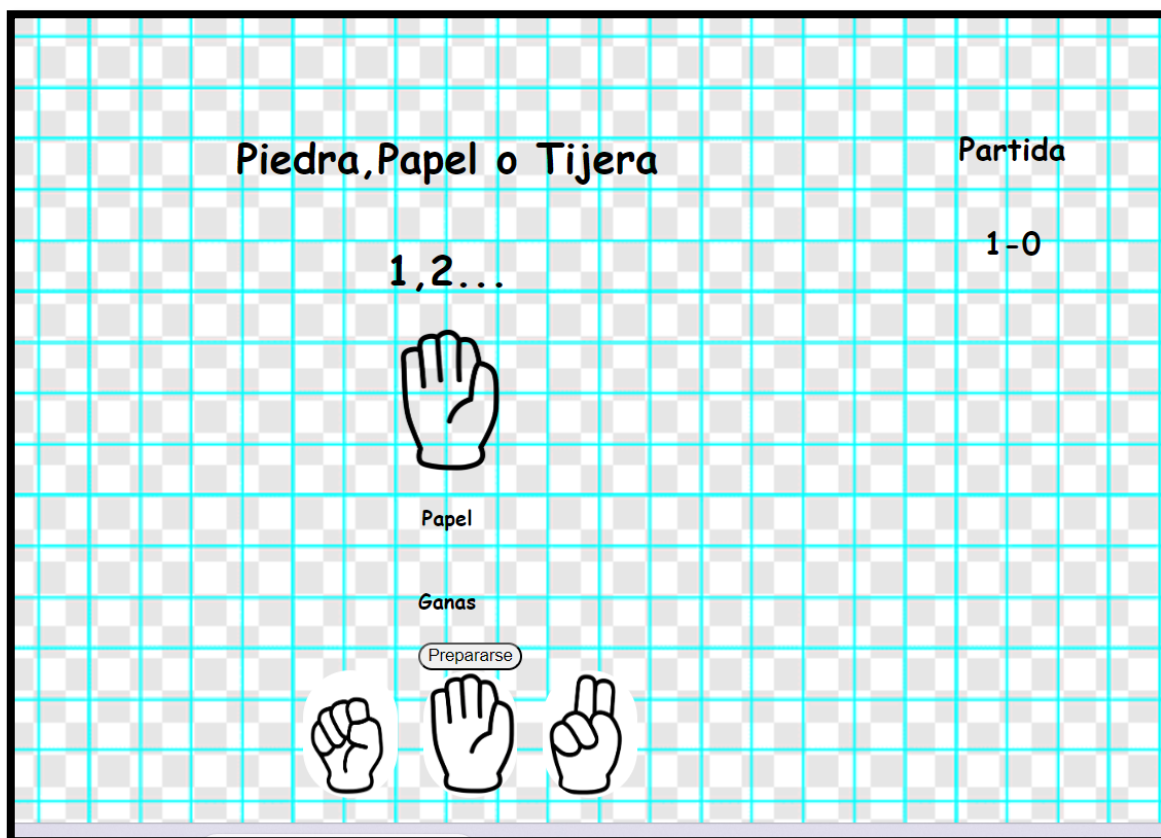 Piedra,Papel o Tijera
Partida
1-0
1,2...
Papel
Ganas
Prepararse